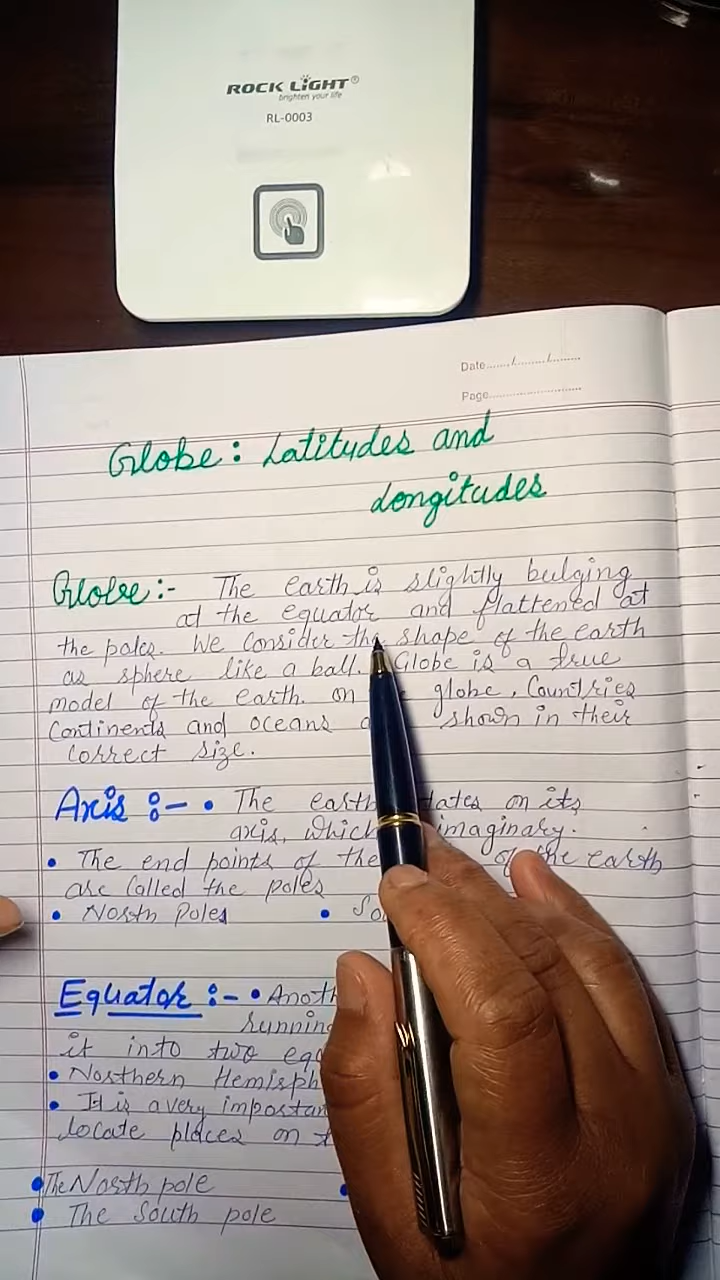 ROCK LIGHT®
brighten your life
RL-0003
Date
Page
Globe: Latitudes and
Longitudes
Globe:- The earth is slightly bulging
at the equator and flattened at
the poles. We consider the shape of the earth
as sphere like a ball. Globe is a true
model of the earth. on globe, Countries
Continents and oceans shown in their
correct size.
Axis :- • The earth on its
axis, which imaginary.
• The end points of the of the earth
are called the poles
• North Poles •
Equator :- •
running
it into two
• Northern
• It is a very
locate places on
• The North pole •
• The South pole